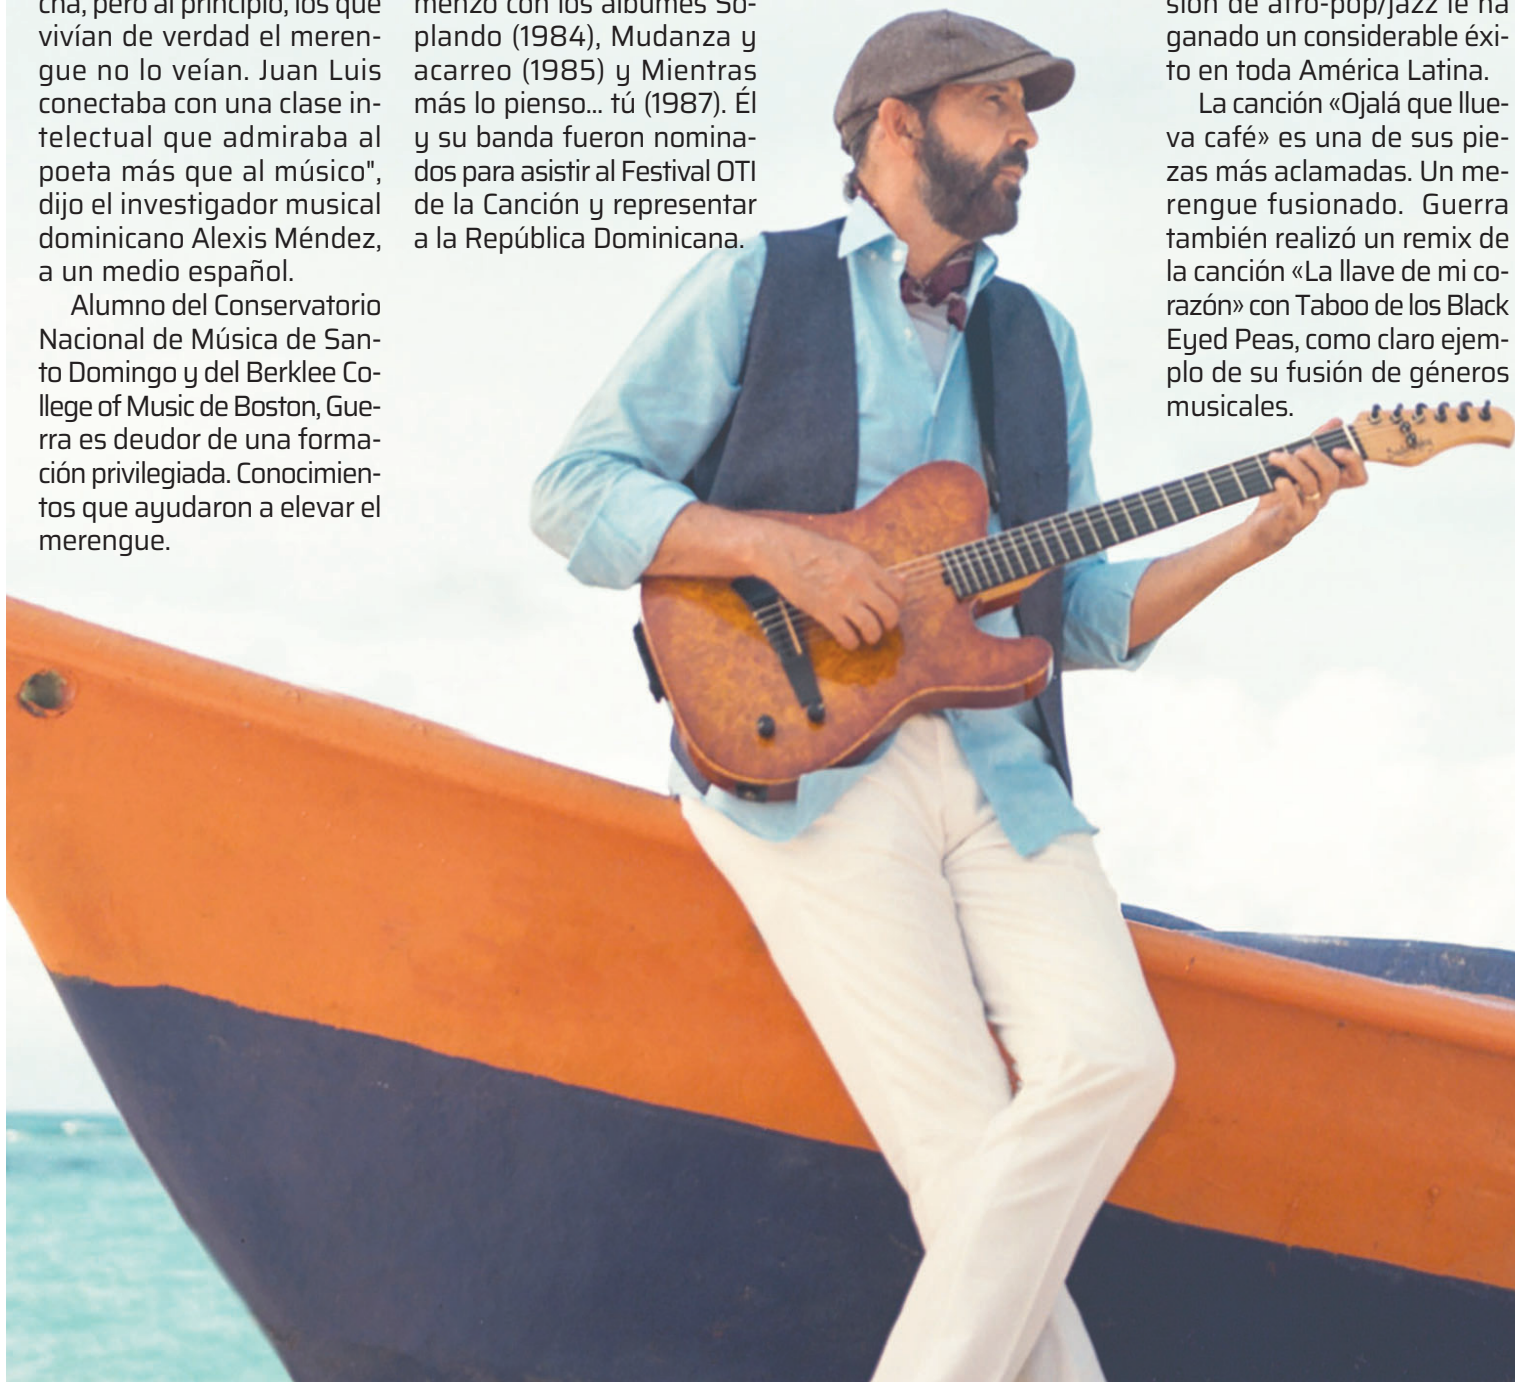 cha, pero al principio, los que
vivían de verdad el meren-
gue no lo veían. Juan Luis
conectaba con una clase in-
telectual que admiraba al
poeta más que al músico",
dijo el investigador musical
dominicano Alexis Méndez,
a un medio español.
Alumno del Conservatorio
Nacional de Música de San-
to Domingo y del Berklee Co-
llege of Music de Boston, Gue-
rra es deudor de una forma-
ción privilegiada. Conocimien-
tos que ayudaron a elevar el
merengue.
menzó con los álbumes So-
plando (1984), Mudanza y
acarreo (1985) y Mientras
más lo pienso... tú (1987). Él
y su banda fueron nomina-
dos para asistir al Festival OTI
de la Canción y representar
a la República Dominicana.
sión de afro-pop/jazz le ha
ganado un considerable éxi-
to en toda América Latina.
La canción «Ojalá que llue-
va café» es una de sus pie-
zas más aclamadas. Un me-
rengue fusionado. Guerra
también realizó un remix de
la canción «La llave de mi co-
razón» con Taboo de los Black
Eyed Peas, como claro ejem-
plo de su fusión de géneros
musicales.